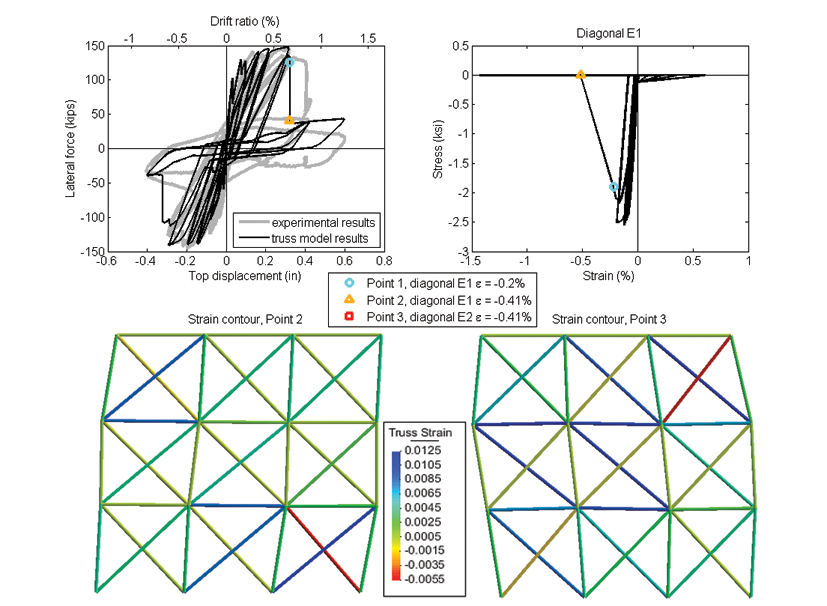 Drift ratio (%)
-1 -0.5 0 0.5 1 1.5
150
100
50
0
-50
-100
-150
Lateral force (kips)
experimental results
truss model results
-0.6 -0.4 -0.2 0 0.2 0.4 0.6 0.8
Top displacement (in)
Diagonal E1
0.5
0
-0.5
-1
-1.5
-2
-2.5
-3
Stress (ksi)
-1.5 -1 -0.5 0 0.5 1
Strain (%)
Point 1, diagonal E1 ε = -0.2%
Point 2, diagonal E1 ε = -0.41%
Point 3, diagonal E2 ε = -0.41%
Strain contour, Point 2
Strain contour, Point 3
Truss Strain
0.0125
0.0105
0.0085
0.0065
0.0045
0.0025
0.0005
-0.0015
-0.0035
-0.0055